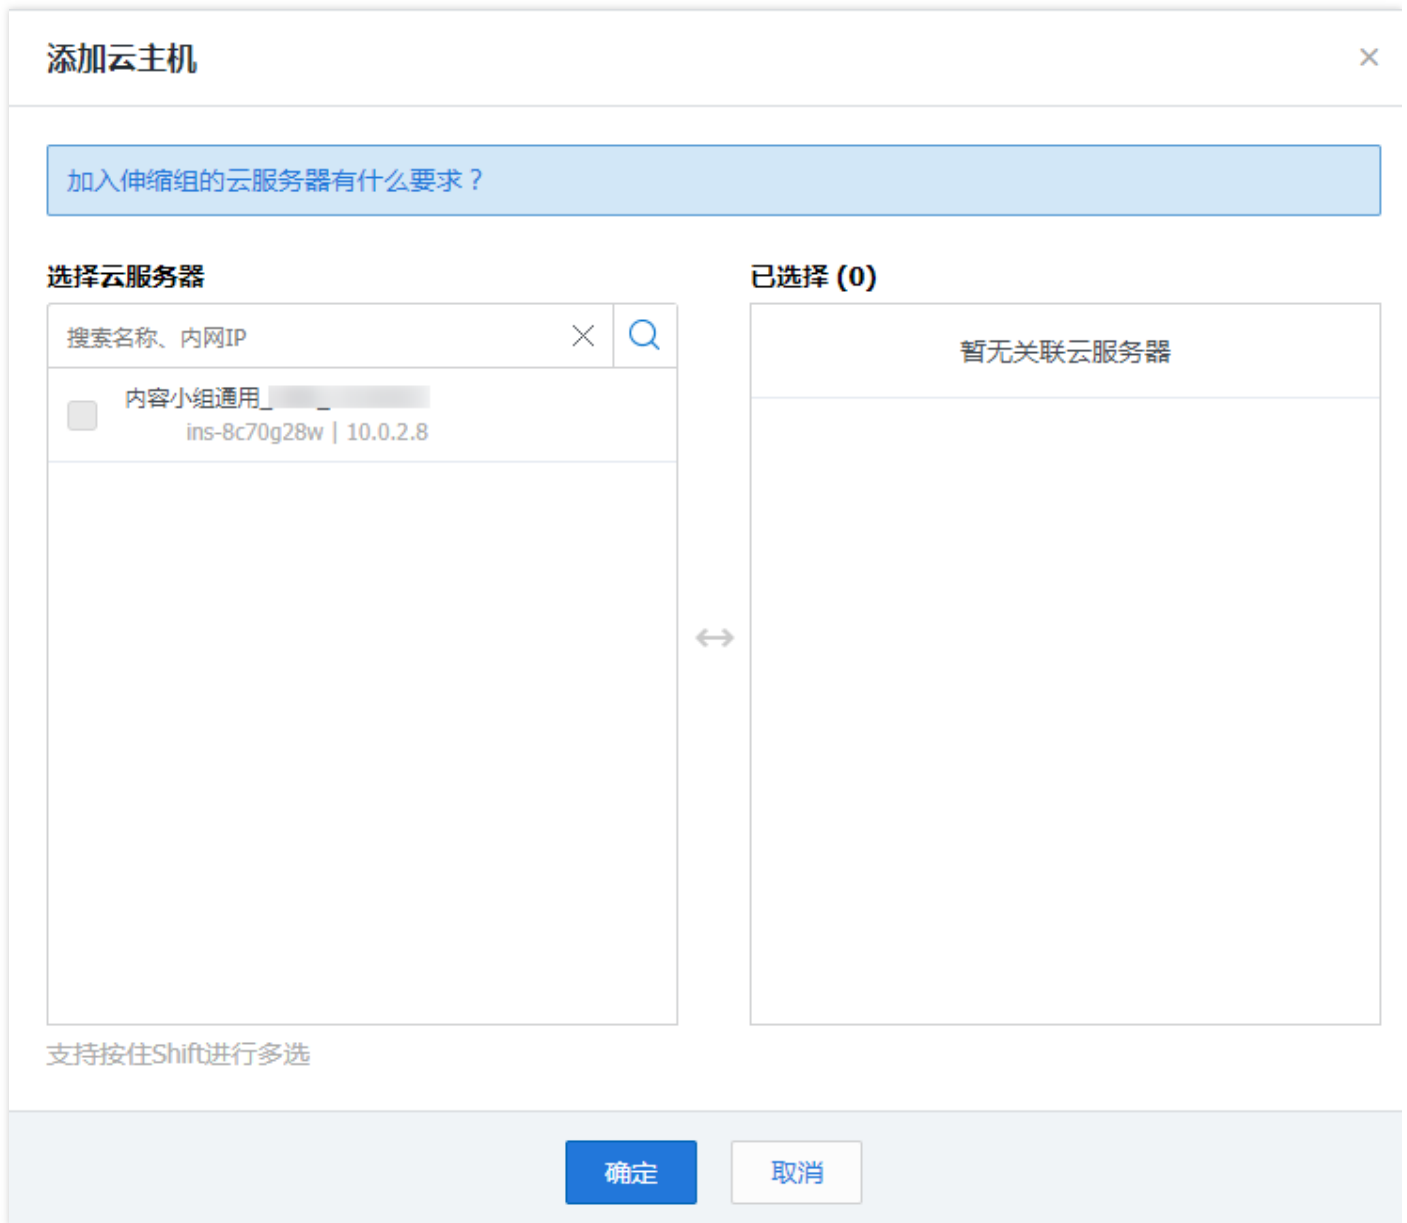 添加云主机
加入伸缩组的云服务器有什么要求？
选择云服务器
搜索名称、内网IP
内容小组通用_ _
ins-8c70g28w | 10.0.2.8
支持按住Shift进行多选
已选择 (0)
暂无关联云服务器
确定
取消